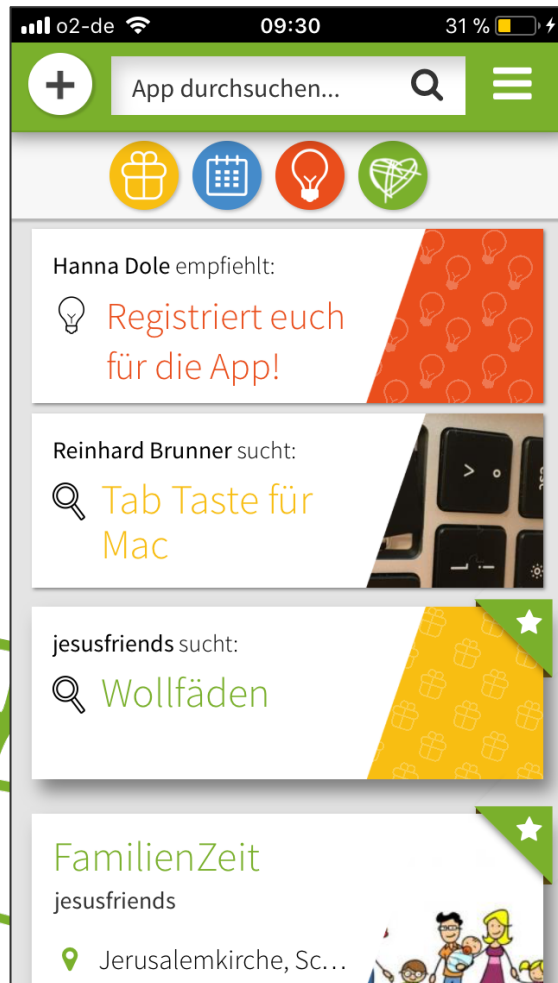 o2-de 09:30 31 %
App durchsuchen...
Hanna Dole empfiehlt:
Registriert euch
für die App!
Reinhard Brunner sucht:
Tab Taste für
Mac
jesusfriends sucht:
Wollfäden
FamilienZeit
jesusfriends
Jerusalemkirche, Sc...